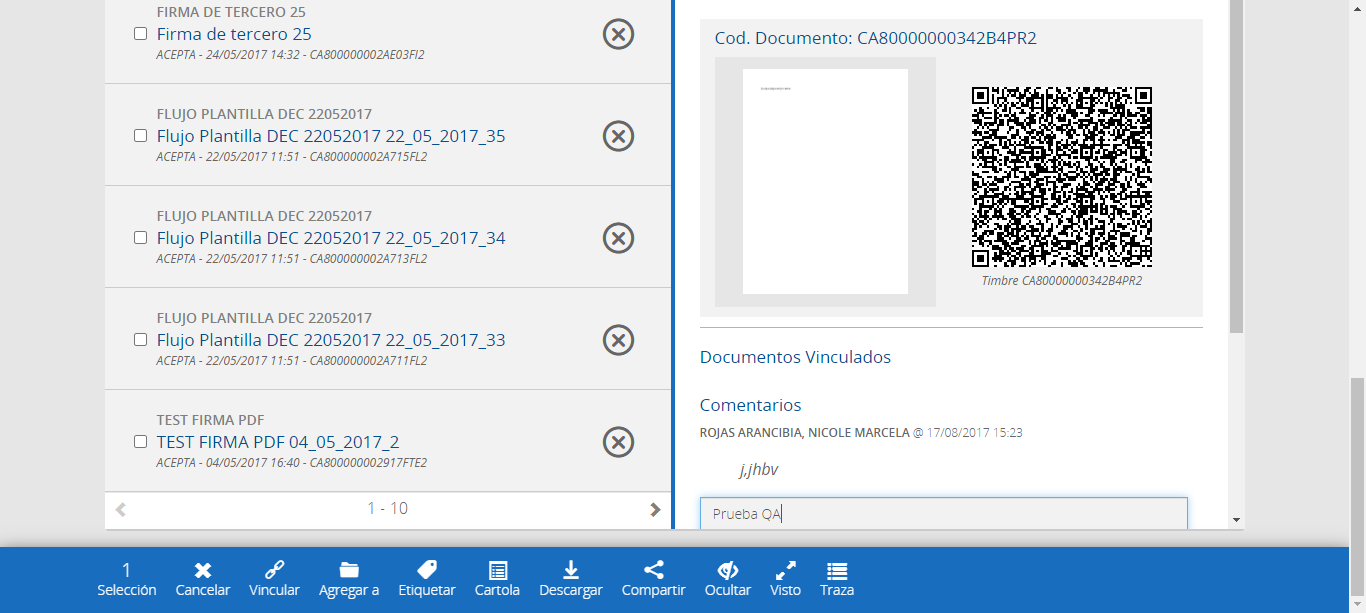 FIRMA DE TERCERO 25
Firma de tercero 25
ACEPTA - 24/05/2017 14:32 - CA800000002AE03FI2
FLUJO PLANTILLA DEC 22052017
Flujo Plantilla DEC 22052017 22_05_2017_35
ACEPTA - 22/05/2017 11:51 - CA800000002A715FL2
FLUJO PLANTILLA DEC 22052017
Flujo Plantilla DEC 22052017 22_05_2017_34
ACEPTA - 22/05/2017 11:51 - CA800000002A713FL2
FLUJO PLANTILLA DEC 22052017
Flujo Plantilla DEC 22052017 22_05_2017_33
ACEPTA - 22/05/2017 11:51 - CA800000002A711FL2
TEST FIRMA PDF
TEST FIRMA PDF 04_05_2017_2
ACEPTA - 04/05/2017 16:40 - CA800000002917FTE2
1 - 10
Cod. Documento: CA80000000342B4PR2
Timbre CA80000000342B4PR2
Documentos Vinculados
Comentarios
ROJAS ARANCIBIA, NICOLE MARCELA @ 17/08/2017 15:23
j,jhbv
Prueba QA
1
Selección
Cancelar
Vincular
Agregar a
Etiquetar
Cartola
Descargar
Compartir
Ocultar
Visto
Traza